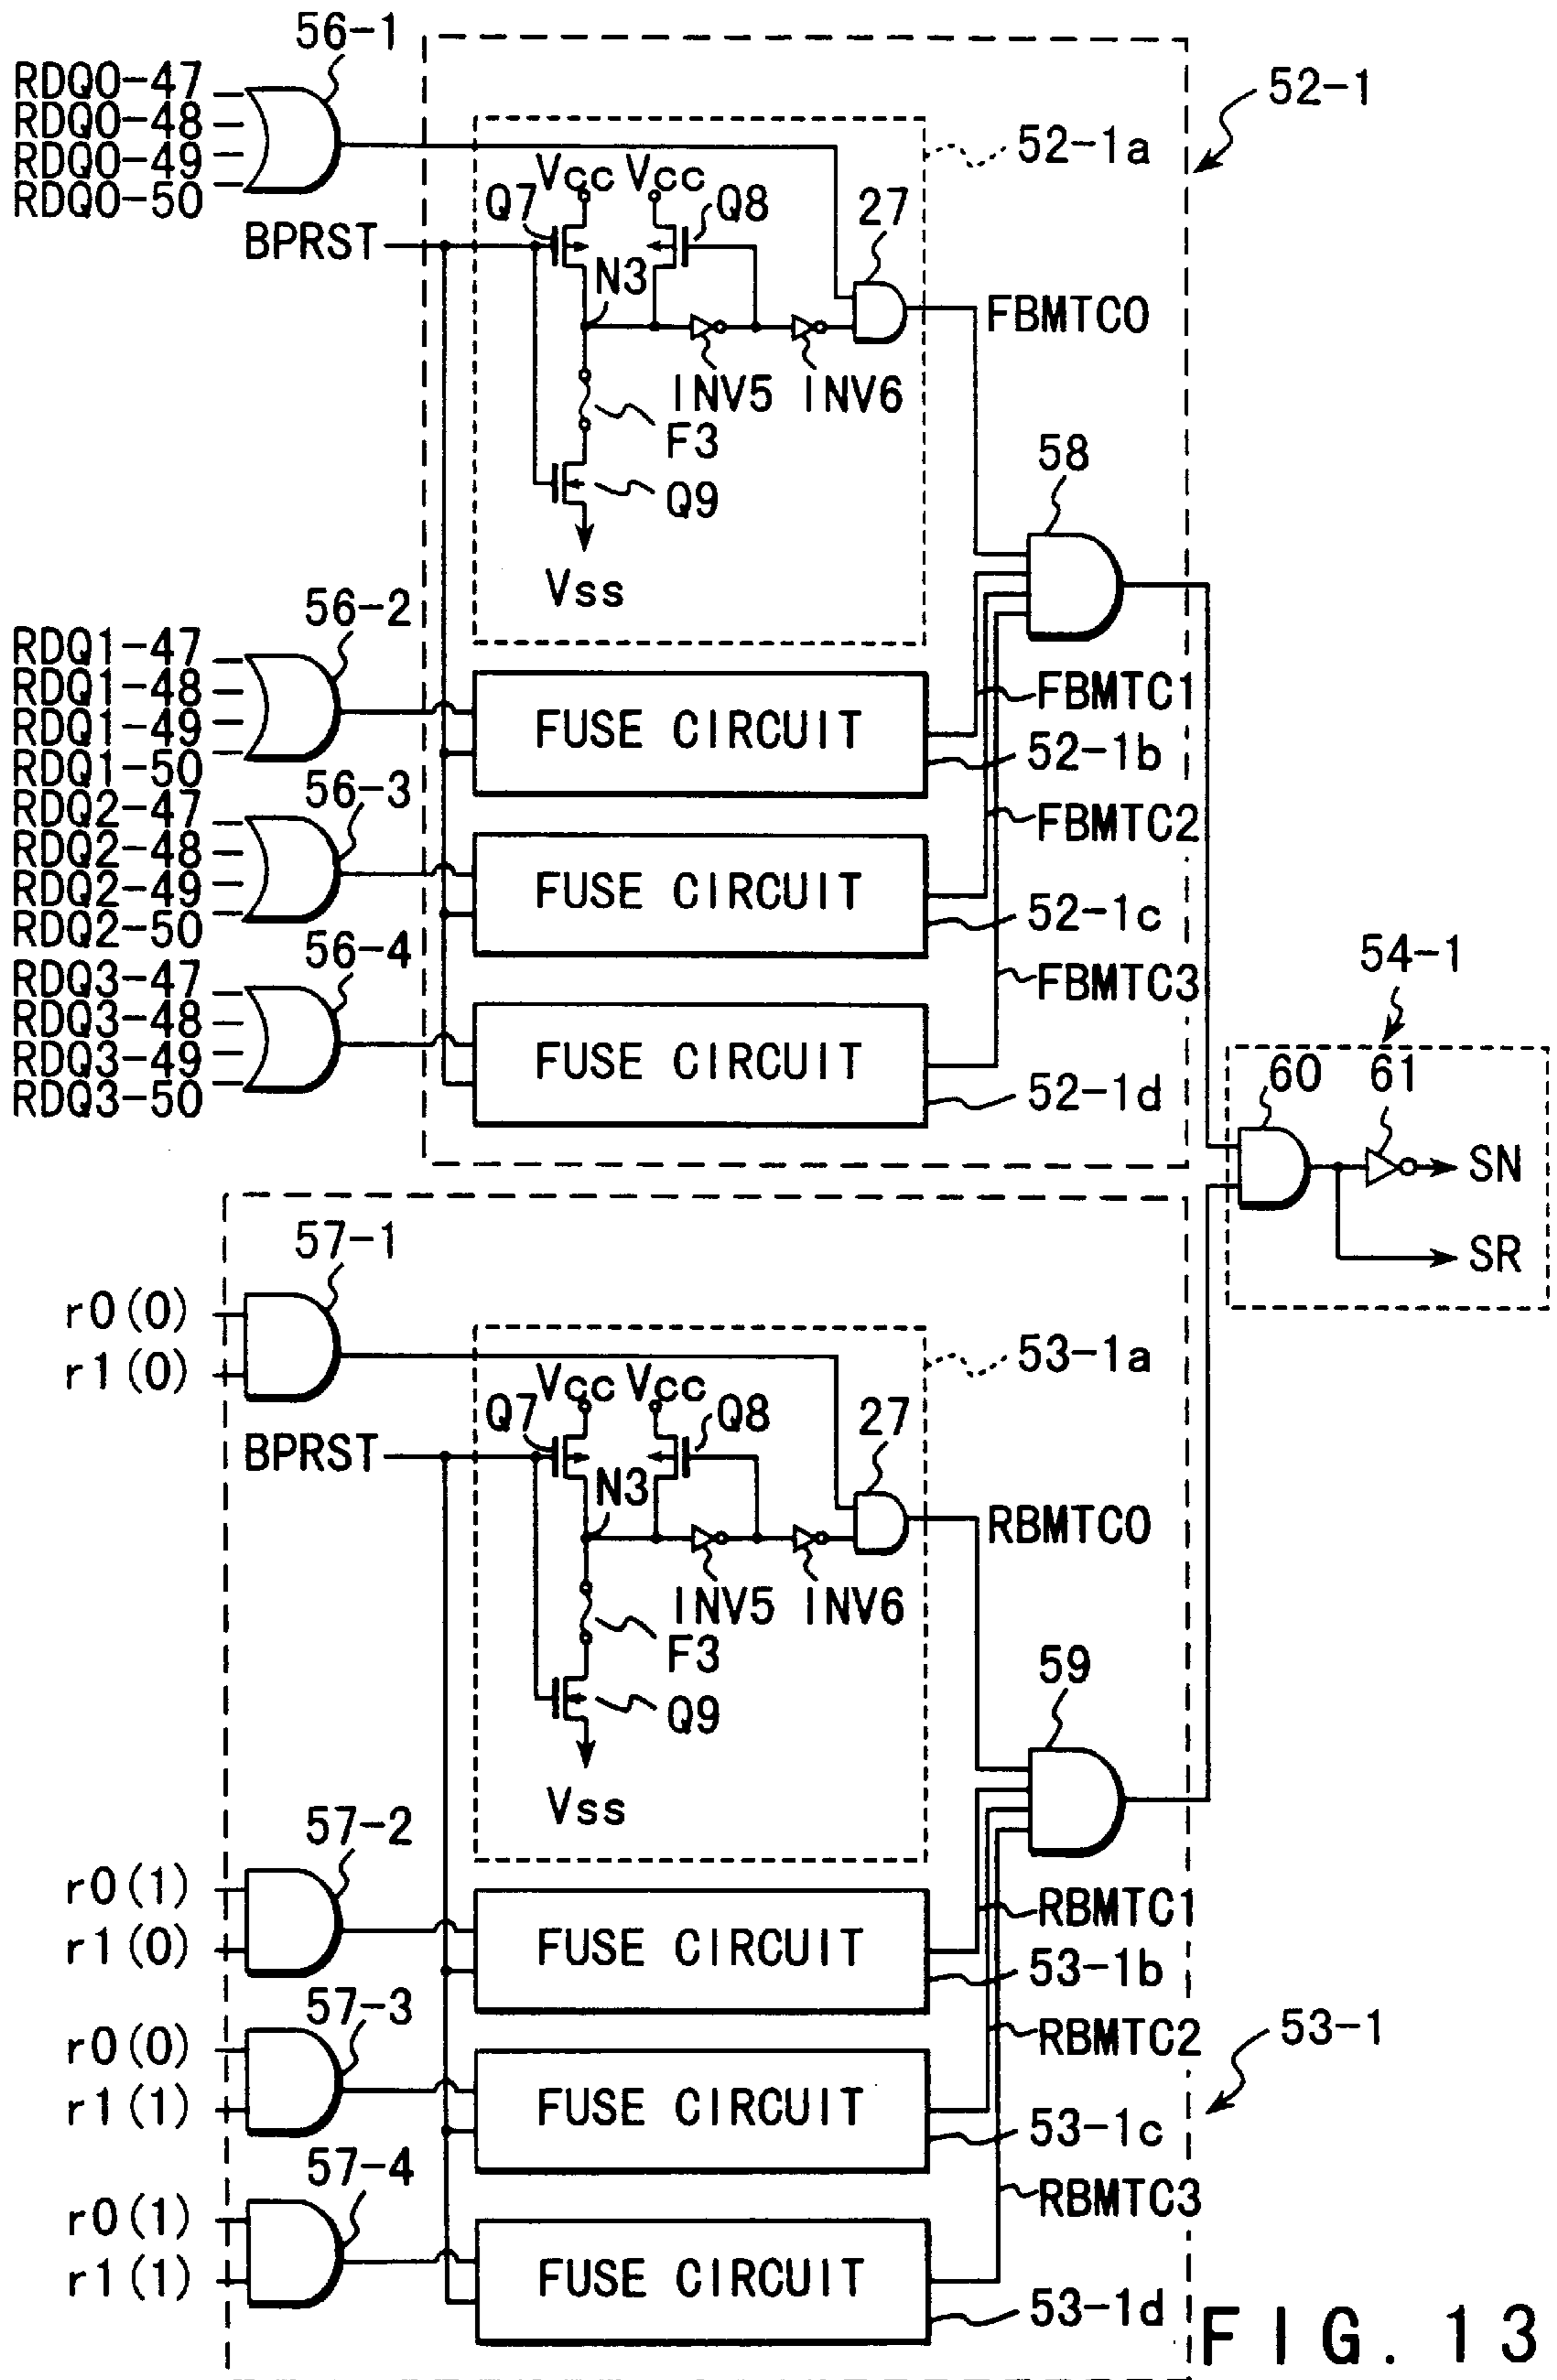 56-1
RDQ0-47
RDQ0-48
RDQ0-49
RDQ0-50
52-1
52-1a
Vcc Vcc
Q7
Q8
27
BPRST
N3
FBMTC0
INV5 INV6
F3
Q9
Vss
58
56-2
RDQ1-47
RDQ1-48
RDQ1-49
RDQ1-50
FUSE CIRCUIT
FBMTC1
52-1b
56-3
RDQ2-47
RDQ2-48
RDQ2-49
RDQ2-50
FUSE CIRCUIT
FBMTC2
52-1c
56-4
RDQ3-47
RDQ3-48
RDQ3-49
RDQ3-50
FUSE CIRCUIT
FBMTC3
52-1d
54-1
60 61
SN
SR
57-1
r0(0)
r1(0)
53-1a
Vcc Vcc
Q7
Q8
27
BPRST
N3
RBMTC0
INV5 INV6
F3
Q9
Vss
59
57-2
r0(1)
r1(0)
FUSE CIRCUIT
RBMTC1
53-1b
57-3
r0(0)
r1(1)
FUSE CIRCUIT
RBMTC2
53-1
53-1c
57-4
r0(1)
r1(1)
FUSE CIRCUIT
RBMTC3
53-1d
FIG. 13